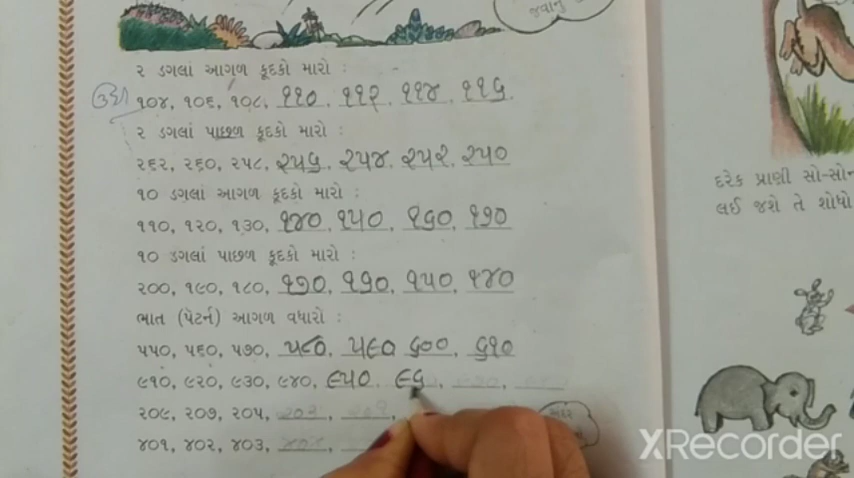 જવાનું
૨ ડગલાં આગળ કૂદકો મારો :
૧૦૪, ૧૦૬, ૧૦૮, ૧૧૦, ૧૧૨, ૧૧૪, ૧૧૬
૨ ડગલાં પાછળ કૂદકો મારો :
૨૬૨, ૨૬૦, ૨૫૮, ૨૫૬, ૨૫૪, ૨૫૨, ૨૫૦
૧૦ ડગલાં આગળ કૂદકો મારો :
૧૧૦, ૧૨૦, ૧૩૦, ૧૪૦, ૧૫૦, ૧૬૦, ૧૭૦
૧૦ ડગલાં પાછળ કૂદકો મારો :
૨૦૦, ૧૯૦, ૧૮૦, ૧૭૦, ૧૬૦, ૧૫૦, ૧૪૦
ભાત (પેટર્ન) આગળ વધારો :
૫૫૦, ૫૬૦, ૫૭૦, ૫૮૦, ૫૯૦ ૬૦૦, ૬૧૦
૯૧૦, ૯૨૦, ૯૩૦, ૯૪૦, ૯૫૦ ૯૬
૨૦૯, ૨૦૭, ૨૦૫, ૨૦૩, ૨૦૧
૪૦૧, ૪૦૨, ૪૦૩, ૪૦૪
દરેક પ્રાણી સો-સોન
લઈ જશે તે શોધો
XRecorder